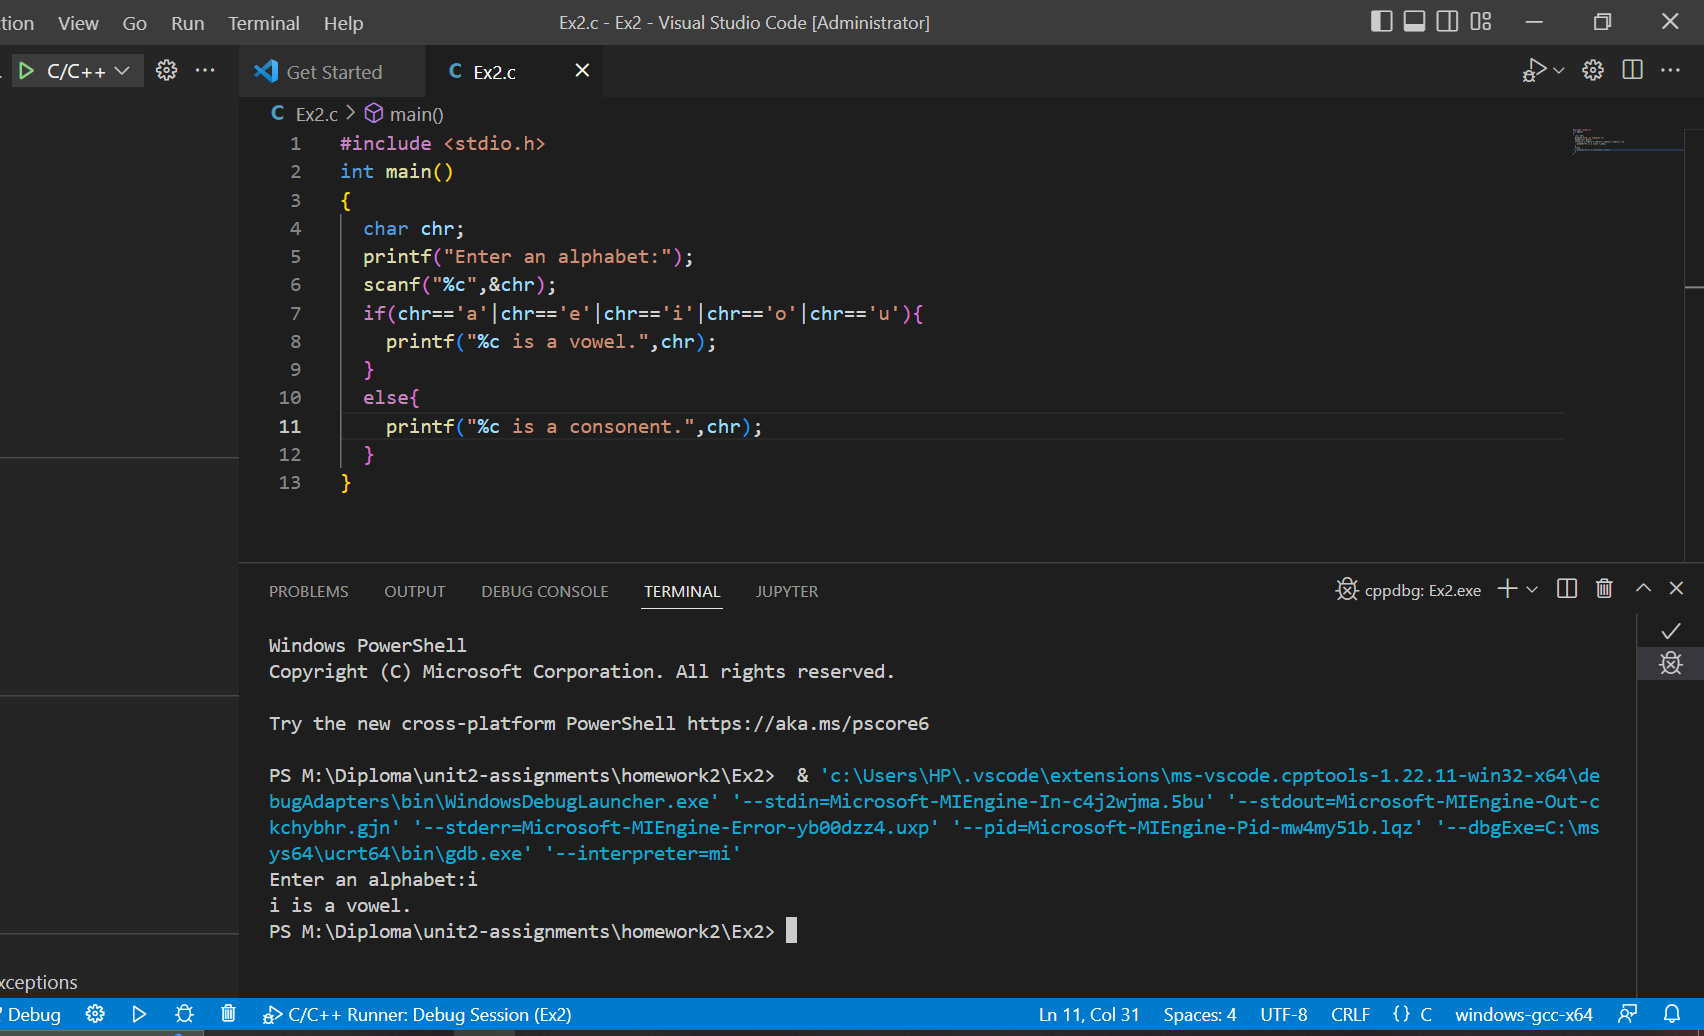 tion View Go Run Terminal Help Ex2.c - Ex2 - Visual Studio Code [Administrator]
C/C++ Get Started C Ex2.c
C Ex2.c > main()
1 #include <stdio.h>
2 int main()
3 {
4 char chr;
5 printf("Enter an alphabet:");
6 scanf("%c",&chr);
7 if(chr=='a'|chr=='e'|chr=='i'|chr=='o'|chr=='u'){
8 printf("%c is a vowel.",chr);
9 }
10 else{
11 printf("%c is a consonent.",chr);
12 }
13 }
PROBLEMS OUTPUT DEBUG CONSOLE TERMINAL JUPYTER cppdbg: Ex2.exe
Windows PowerShell
Copyright (C) Microsoft Corporation. All rights reserved.
Try the new cross-platform PowerShell https://aka.ms/pscore6
PS M:\Diploma\unit2-assignments\homework2\Ex2> & 'c:\Users\HP\.vscode\extensions\ms-vscode.cpptools-1.22.11-win32-x64\de
bugAdapters\bin\WindowsDebugLauncher.exe' '--stdin=Microsoft-MIEngine-In-c4j2wjma.5bu' '--stdout=Microsoft-MIEngine-Out-c
kchybhr.gjn' '--stderr=Microsoft-MIEngine-Error-yb00dzz4.uxp' '--pid=Microsoft-MIEngine-Pid-mw4my51b.lqz' '--dbgExe=C:\ms
ys64\ucrt64\bin\gdb.exe' '--interpreter=mi'
Enter an alphabet:i
i is a vowel.
PS M:\Diploma\unit2-assignments\homework2\Ex2>
xceptions
Debug C/C++ Runner: Debug Session (Ex2) Ln 11, Col 31 Spaces: 4 UTF-8 CRLF {} C windows-gcc-x64